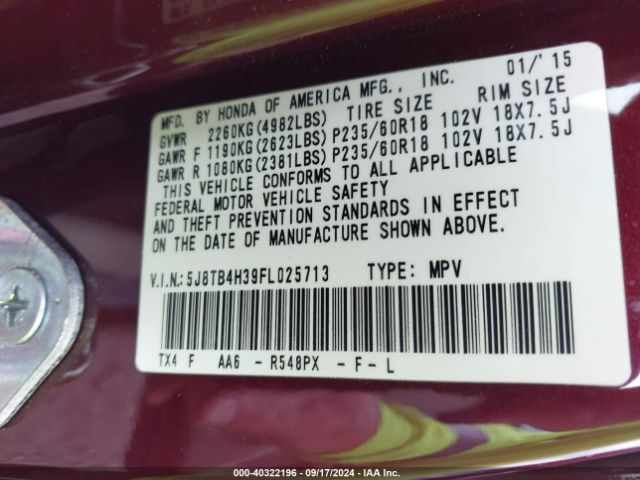 MFD. BY HONDA OF AMERICA MFG., INC. 01/'15
GVWR 2260KG(4982LBS) TIRE SIZE RIM SIZE
GAWR F 1190KG(2623LBS) P235/60R18 102V 18X7.5J
GAWR R 1080KG(2381LBS) P235/60R18 102V 18X7.5J
THIS VEHICLE CONFORMS TO ALL APPLICABLE
FEDERAL MOTOR VEHICLE SAFETY
AND THEFT PREVENTION STANDARDS IN EFFECT
ON THE DATE OF MANUFACTURE SHOWN ABOVE.
V.I.N.: 5J8TB4H39FL025713 TYPE: MPV
TX4 F AA6 - R548PX - F - L
000-40322196 - 09/17/2024 - IAA Inc.